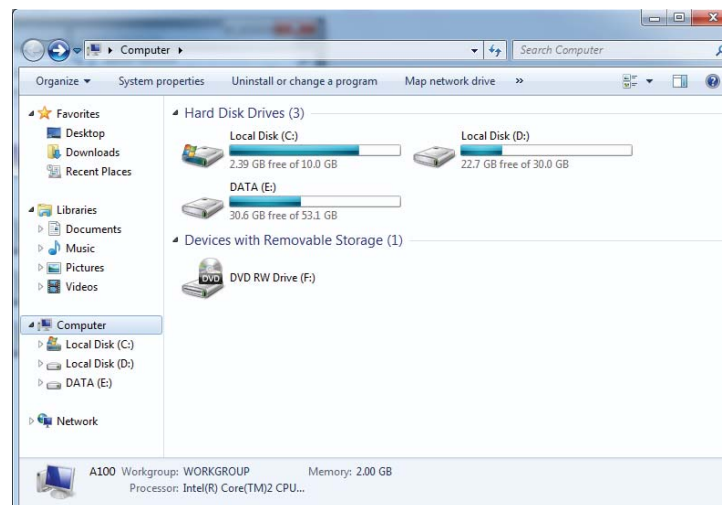 Computer
Search Computer
Organize System properties Uninstall or change a program Map network drive »
Favorites
Desktop
Downloads
Recent Places
Libraries
Documents
Music
Pictures
Videos
Computer
Local Disk (C:)
Local Disk (D:)
DATA (E:)
Network
Hard Disk Drives (3)
Local Disk (C:)
2.39 GB free of 10.0 GB
Local Disk (D:)
22.7 GB free of 30.0 GB
DATA (E:)
30.6 GB free of 53.1 GB
Devices with Removable Storage (1)
DVD
DVD RW Drive (F:)
A100 Workgroup: WORKGROUP Memory: 2.00 GB
Processor: Intel(R) Core(TM)2 CPU...